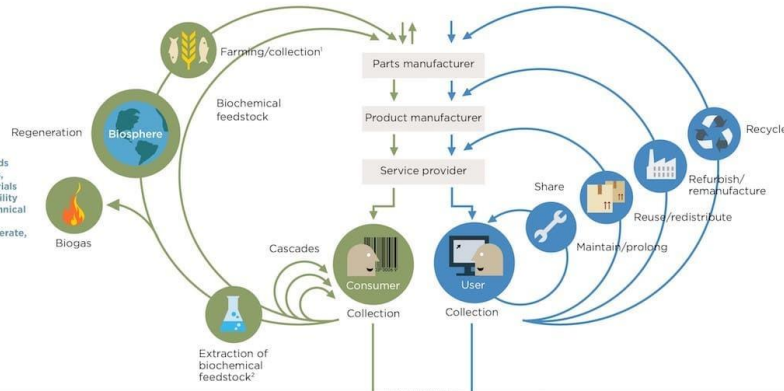 Farming/collection¹
Parts manufacturer
Biochemical
feedstock
Product manufacturer
Regeneration
Biosphere
Recycle
Service provider
Refurbish/
remanufacture
Share
Reuse/redistribute
Maintain/prolong
Biogas
Cascades
Consumer
User
Collection
Collection
Extraction of
biochemical
feedstock²